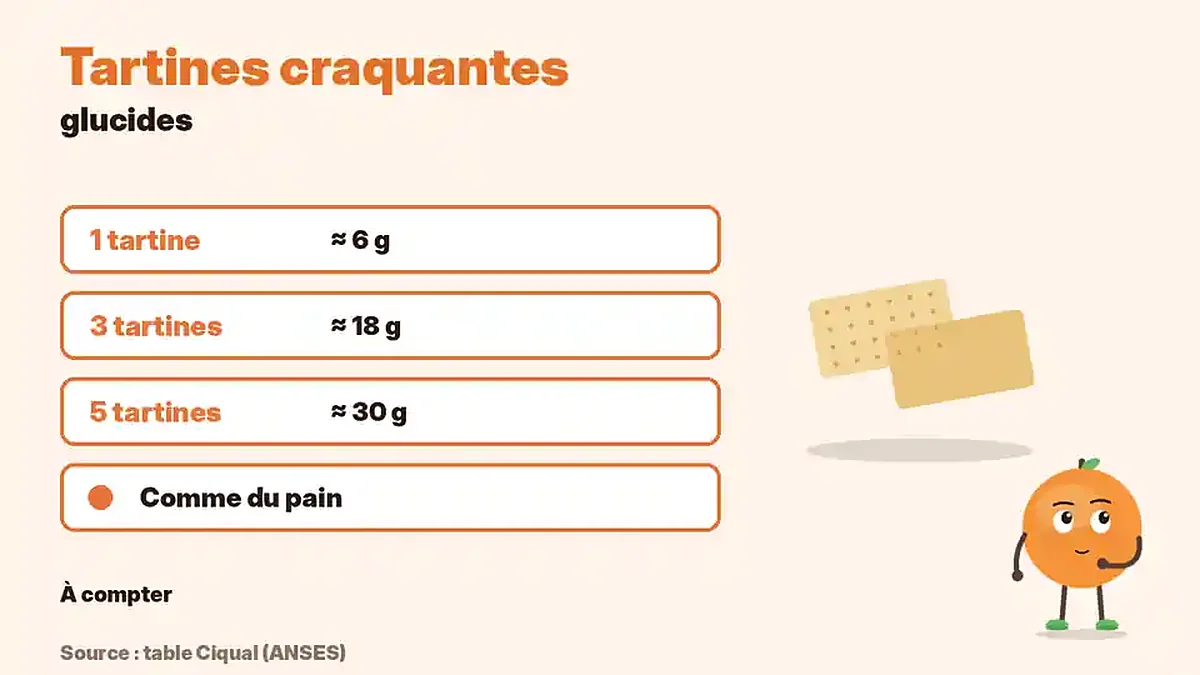 Tartines craquantes
glucides
1 tartine ≈ 6 g
3 tartines ≈ 18 g
5 tartines ≈ 30 g
Comme du pain
À compter
Source : table Ciqual (ANSES)